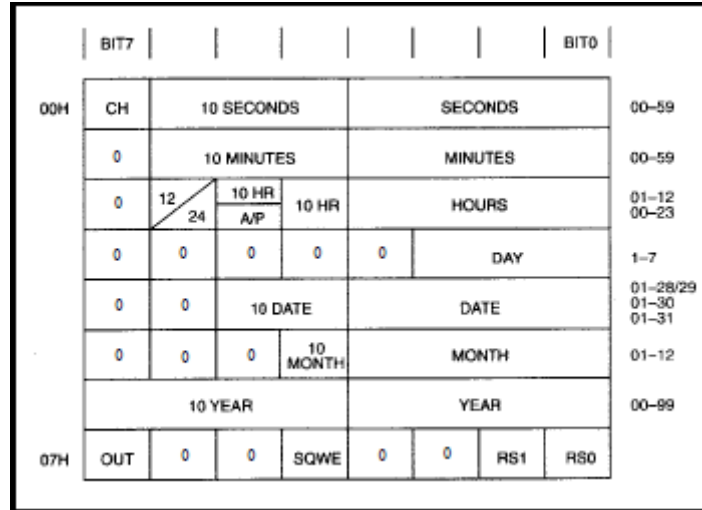 BIT7 BIT0
00H CH 10 SECONDS SECONDS 00–59
0 10 MINUTES MINUTES 00–59
0 12/24 10 HR A/P 10 HR HOURS 01–12 00–23
0 0 0 0 0 DAY 1–7
0 0 10 DATE DATE 01–28/29 01–30 01–31
0 0 0 10 MONTH MONTH 01–12
10 YEAR YEAR 00–99
07H OUT 0 0 SQWE 0 0 RS1 RS0